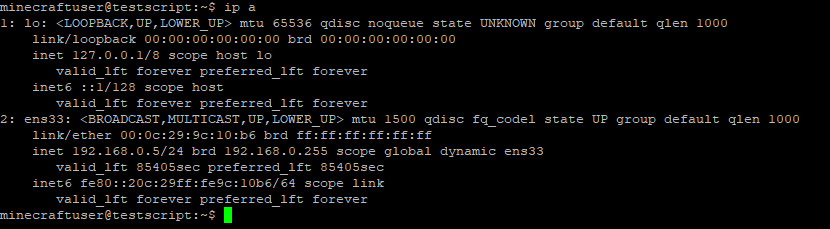 minecraftuser@testscript:~$ ip a
1: lo: <LOOPBACK,UP,LOWER_UP> mtu 65536 qdisc noqueue state UNKNOWN group default qlen 1000
    link/loopback 00:00:00:00:00:00 brd 00:00:00:00:00:00
    inet 127.0.0.1/8 scope host lo
       valid_lft forever preferred_lft forever
    inet6 ::1/128 scope host
       valid_lft forever preferred_lft forever
2: ens33: <BROADCAST,MULTICAST,UP,LOWER_UP> mtu 1500 qdisc fq_codel state UP group default qlen 1000
    link/ether 00:0c:29:9c:10:b6 brd ff:ff:ff:ff:ff:ff
    inet 192.168.0.5/24 brd 192.168.0.255 scope global dynamic ens33
       valid_lft 85405sec preferred_lft 85405sec
    inet6 fe80::20c:29ff:fe9c:10b6/64 scope link
       valid_lft forever preferred_lft forever
minecraftuser@testscript:~$